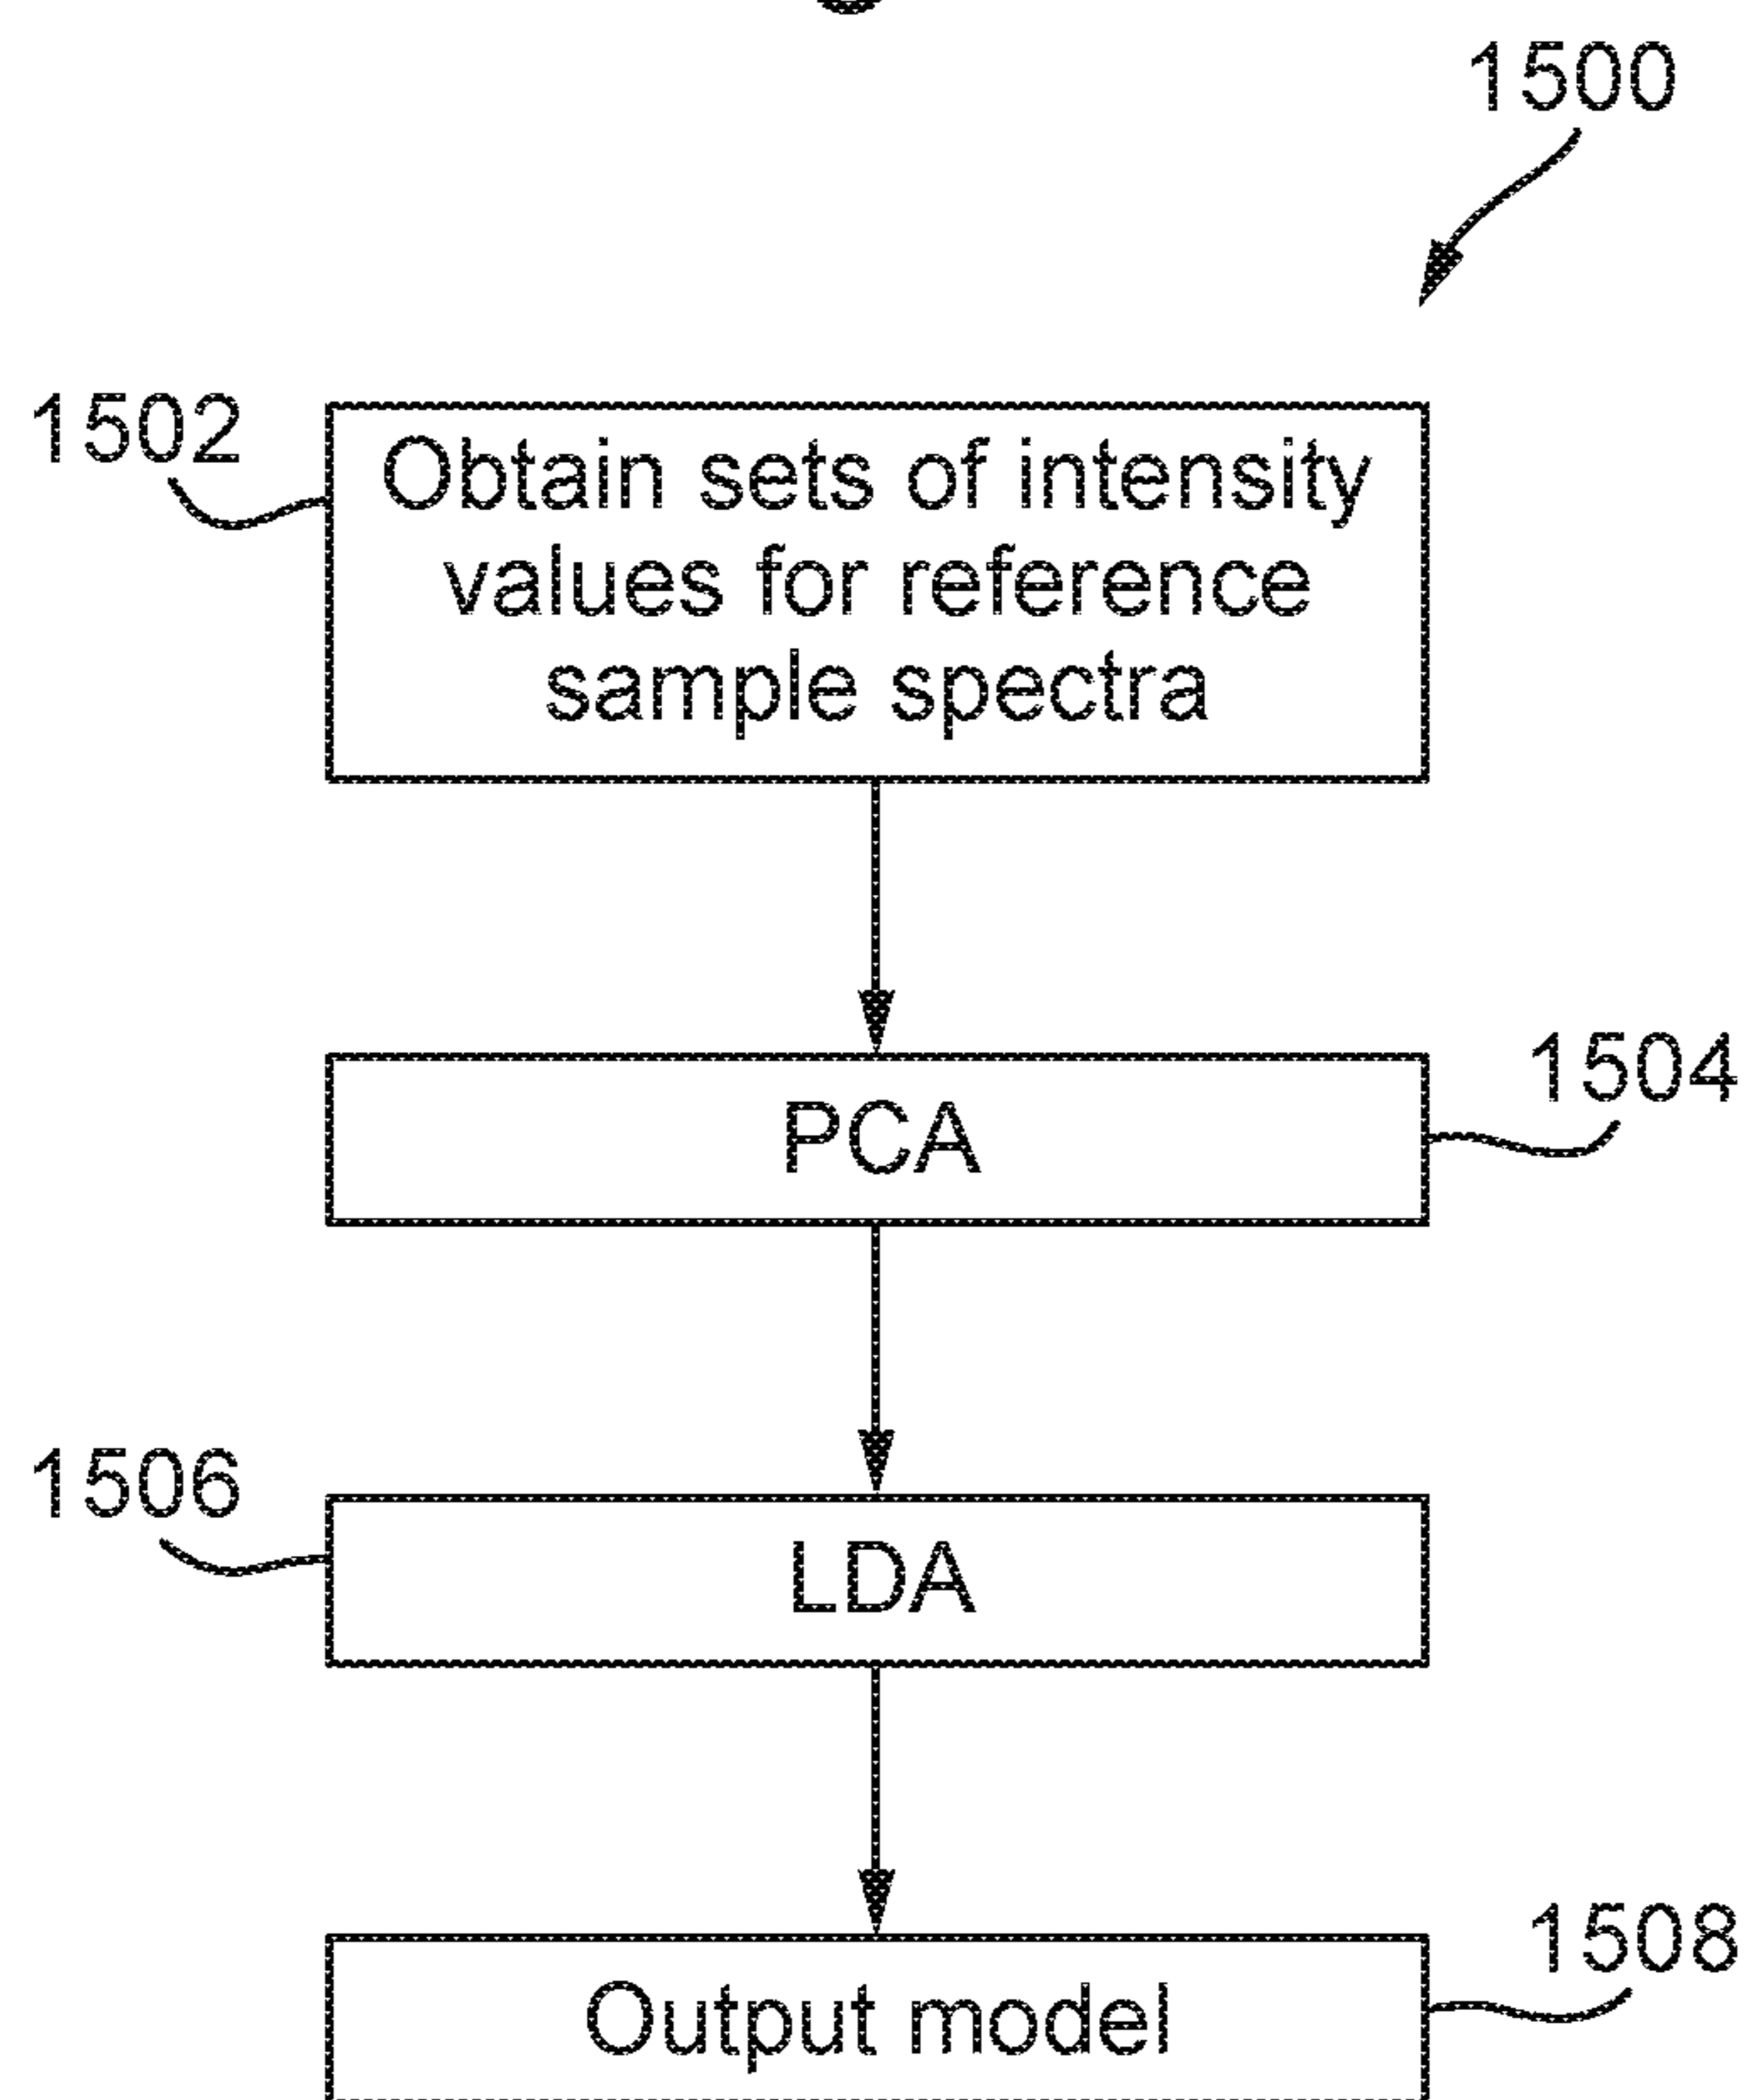 1500
1502
Obtain sets of intensity
values for reference
sample spectra
1504
PCA
1506
LDA
1508
Output model